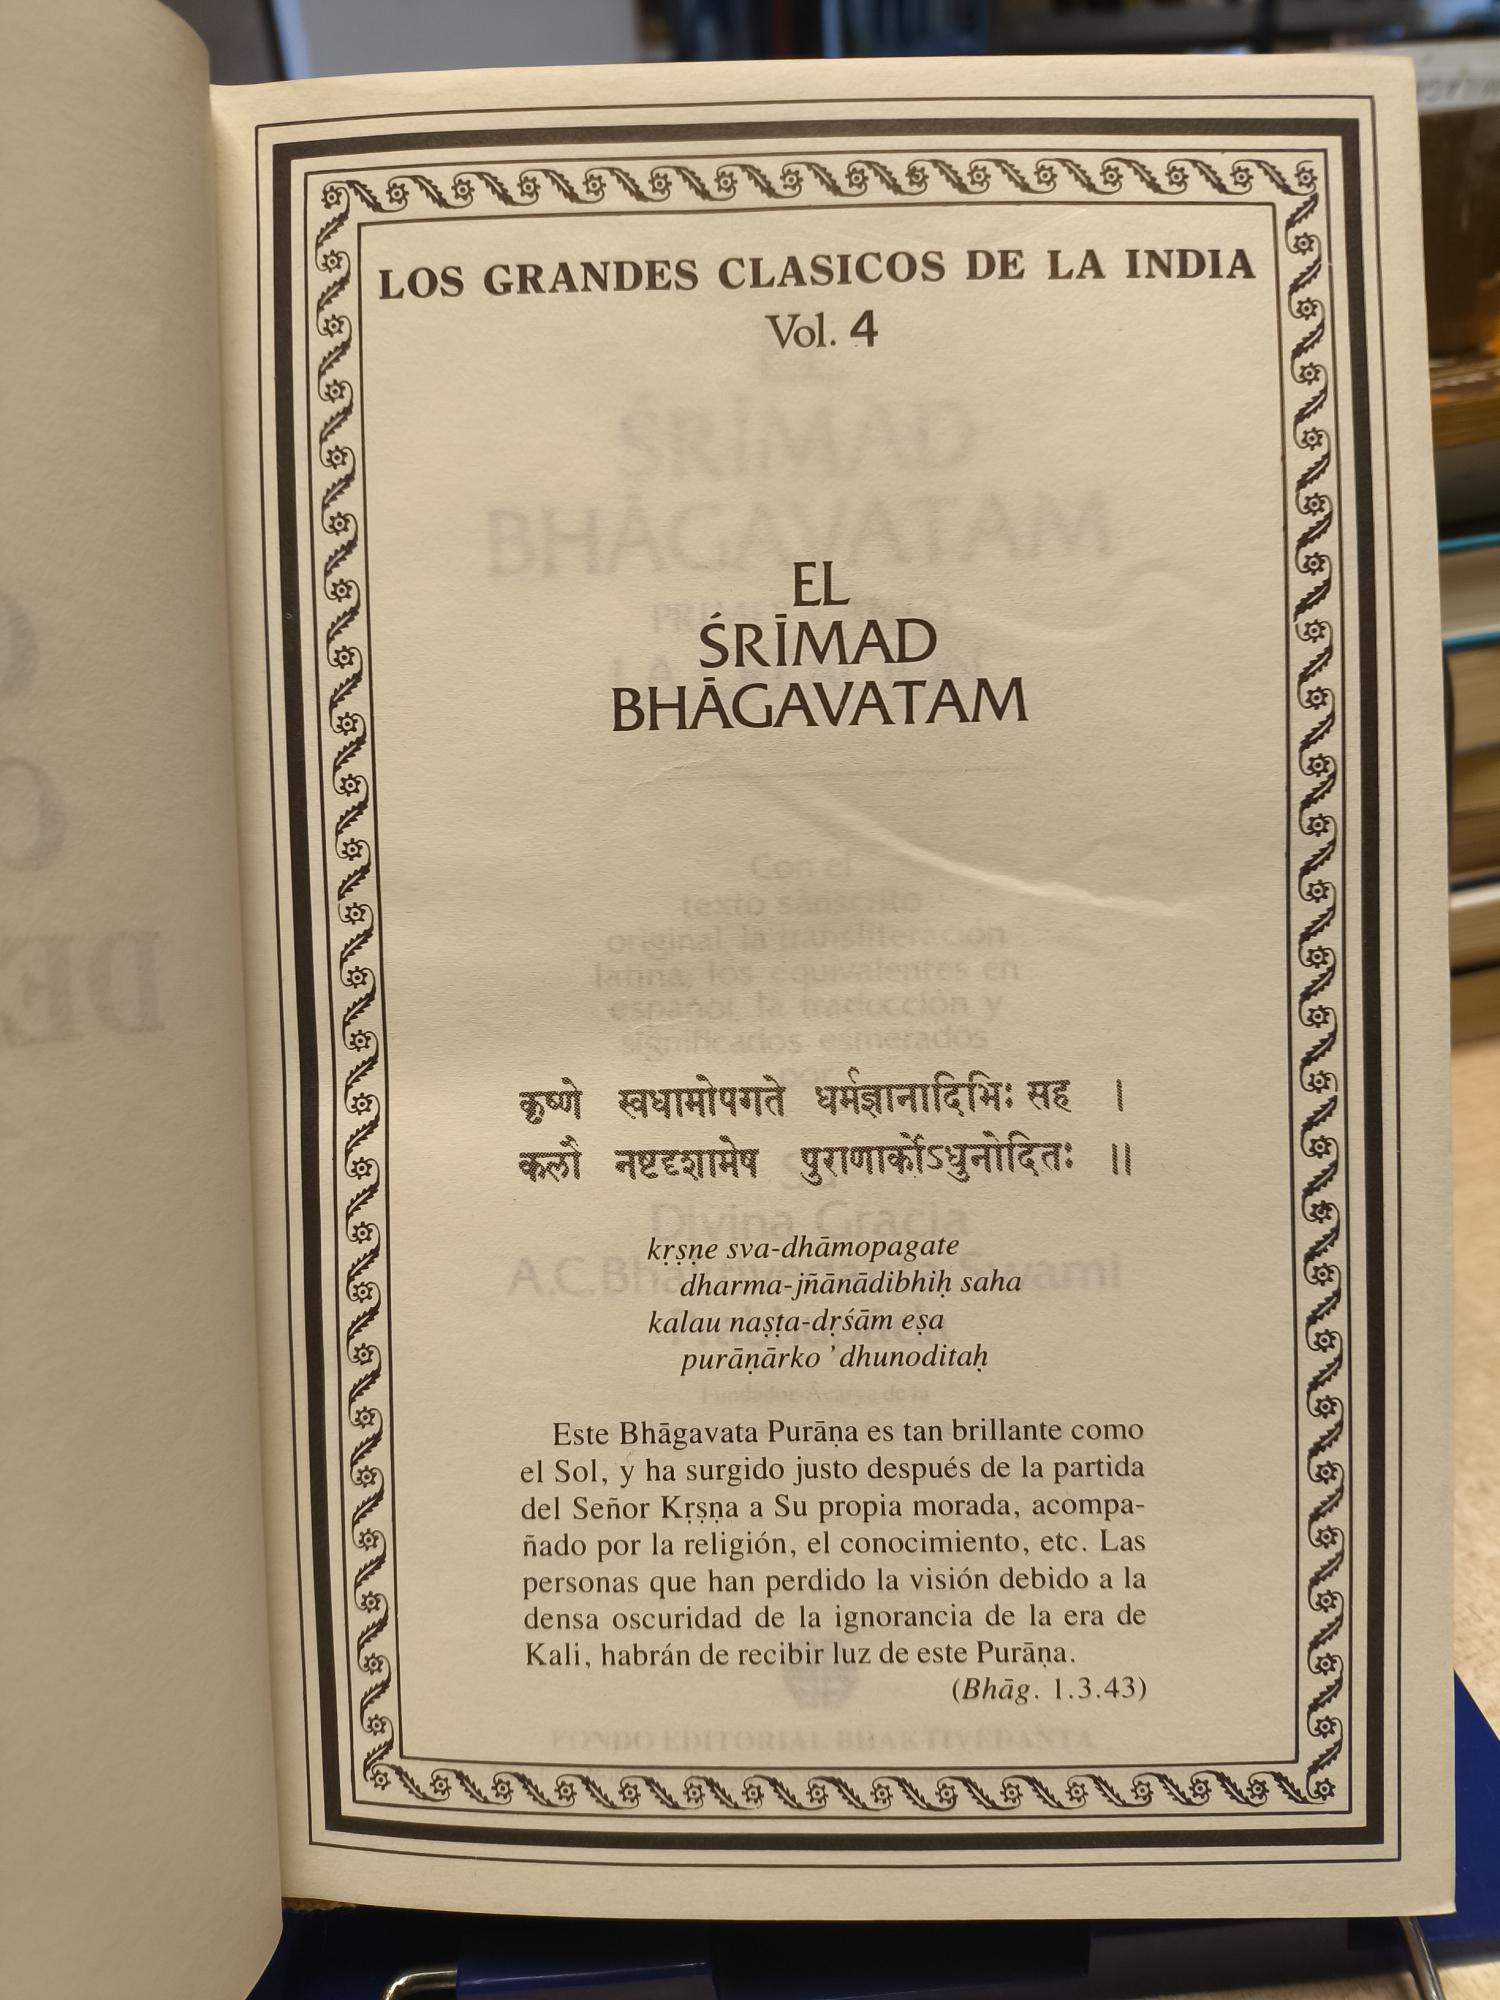 LOS GRANDES CLASICOS DE LA INDIA
Vol. 4
EL
ŚRĪMAD
BHĀGAVATAM
कृष्णे स्वधामोपगते धर्मज्ञानादिभिः सह ।
कलौ नष्टदृशामेष पुराणार्कोऽधुनोदितः ॥
kṛṣṇe sva-dhāmopagate
dharma-jñānādibhiḥ saha
kalau naṣṭa-dṛśām eṣa
purāṇārko 'dhunoditaḥ
Este Bhāgavata Purāṇa es tan brillante como
el Sol, y ha surgido justo después de la partida
del Señor Kṛṣṇa a Su propia morada, acompa-
ñado por la religión, el conocimiento, etc. Las
personas que han perdido la visión debido a la
densa oscuridad de la ignorancia de la era de
Kali, habrán de recibir luz de este Purāṇa.
(Bhāg. 1.3.43)